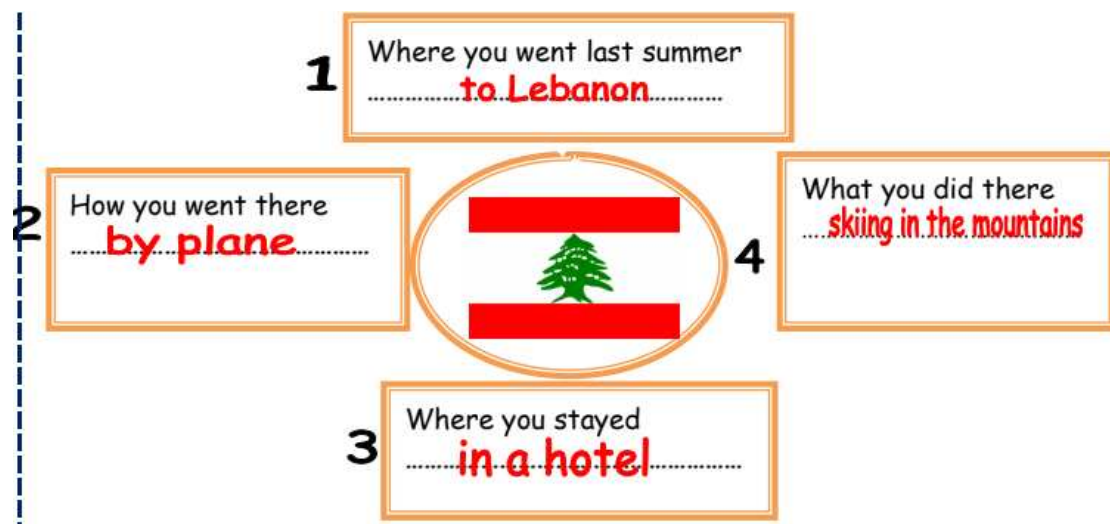 1
Where you went last summer
to Lebanon
2
How you went there
by plane
3
Where you stayed
in a hotel
4
What you did there
skiing in the mountains